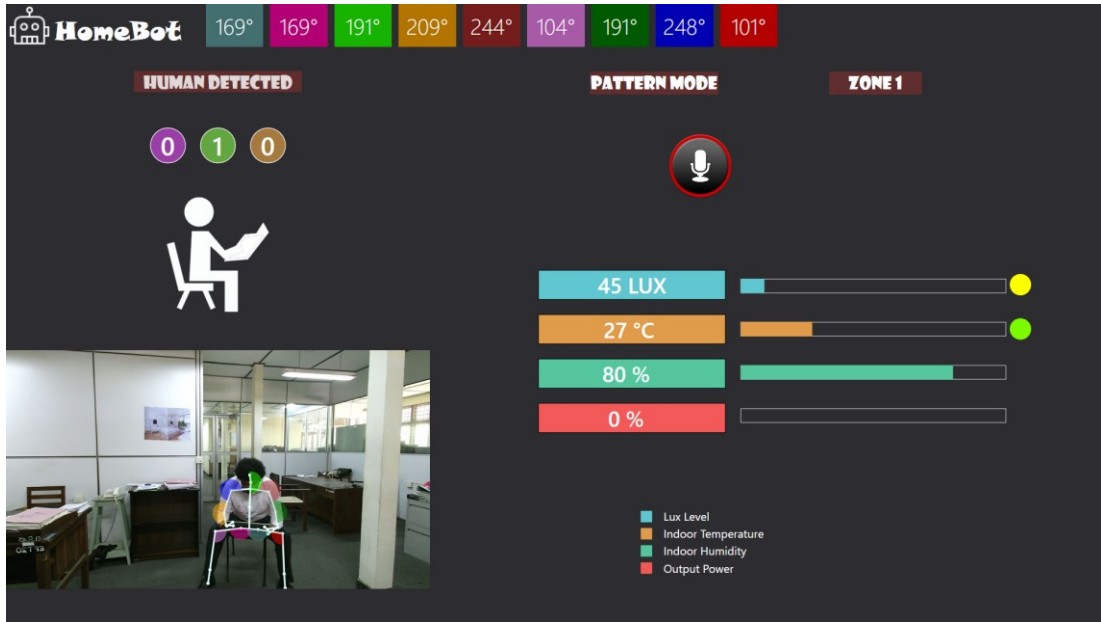 HomeBot 169° 169° 191° 209° 244° 104° 191° 248° 101°
HUMAN DETECTED PATTERN MODE ZONE 1
0 1 0
45 LUX
27 °C
80 %
0 %
Lux Level
Indoor Temperature
Indoor Humidity
Output Power